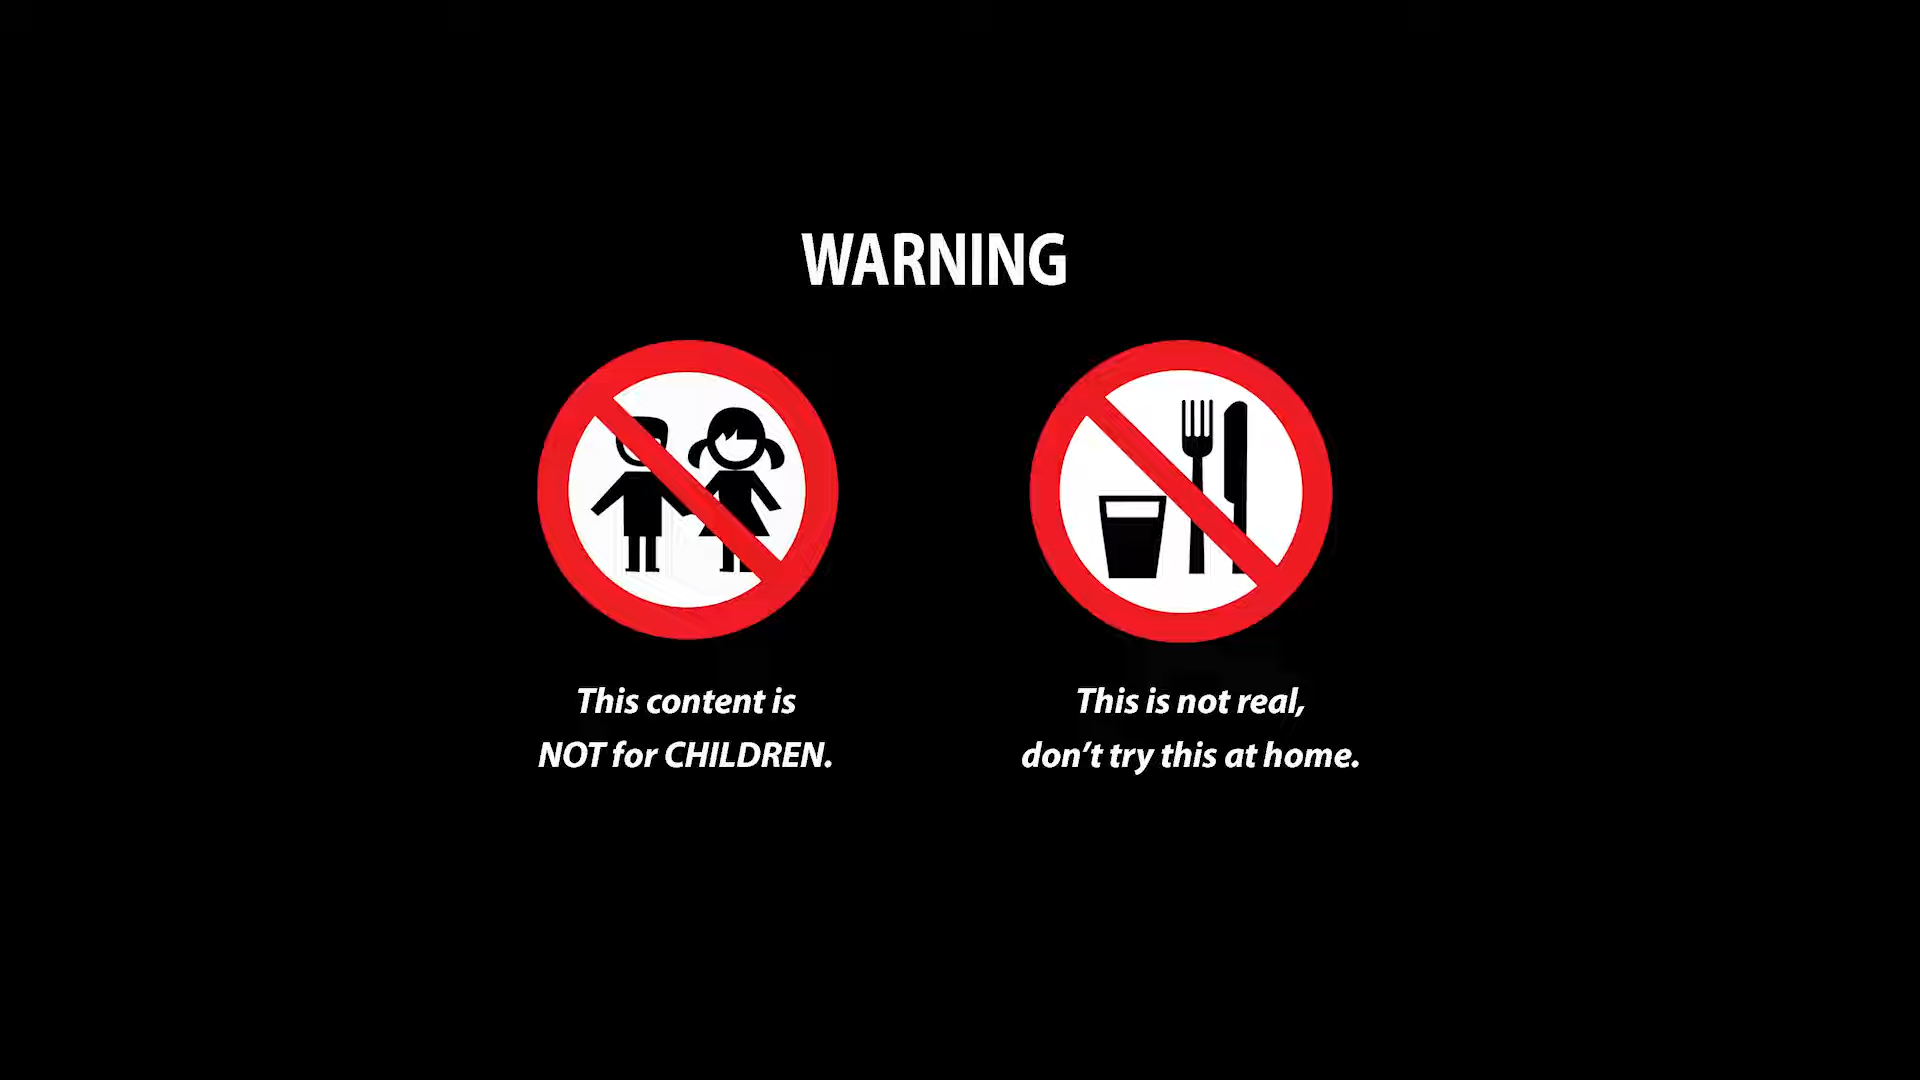 WARNING
This content is
NOT for CHILDREN.
This is not real,
don’t try this at home.